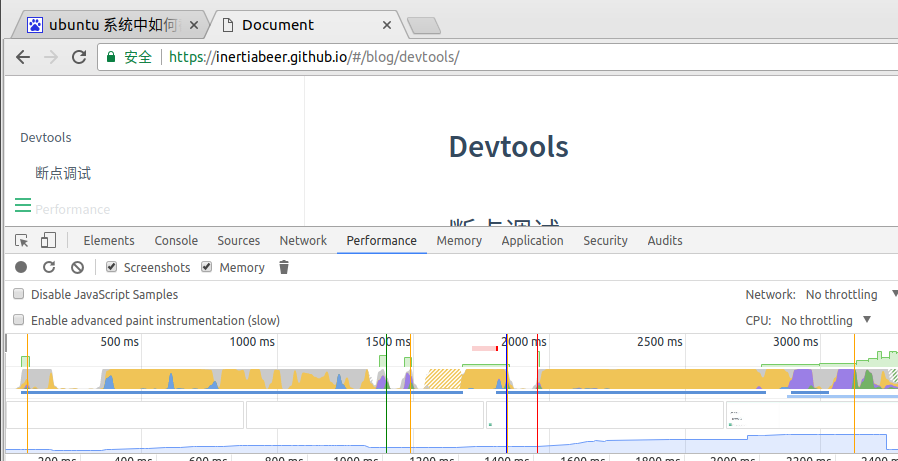 ubuntu 系统中如何
Document
安全 https://inertiabeer.github.io/#/blog/devtools/
Devtools
断点调试
Performance
Devtools
断点调试
Elements Console Sources Network Performance Memory Application Security Audits
Screenshots Memory
Disable JavaScript Samples
Network: No throttling
Enable advanced paint instrumentation (slow)
CPU: No throttling
500 ms 1000 ms 1500 ms 2000 ms 2500 ms 3000 ms
200 ms 400 ms 600 ms 800 ms 1000 ms 1200 ms 1400 ms 1600 ms 1800 ms 2000 ms 2200 ms